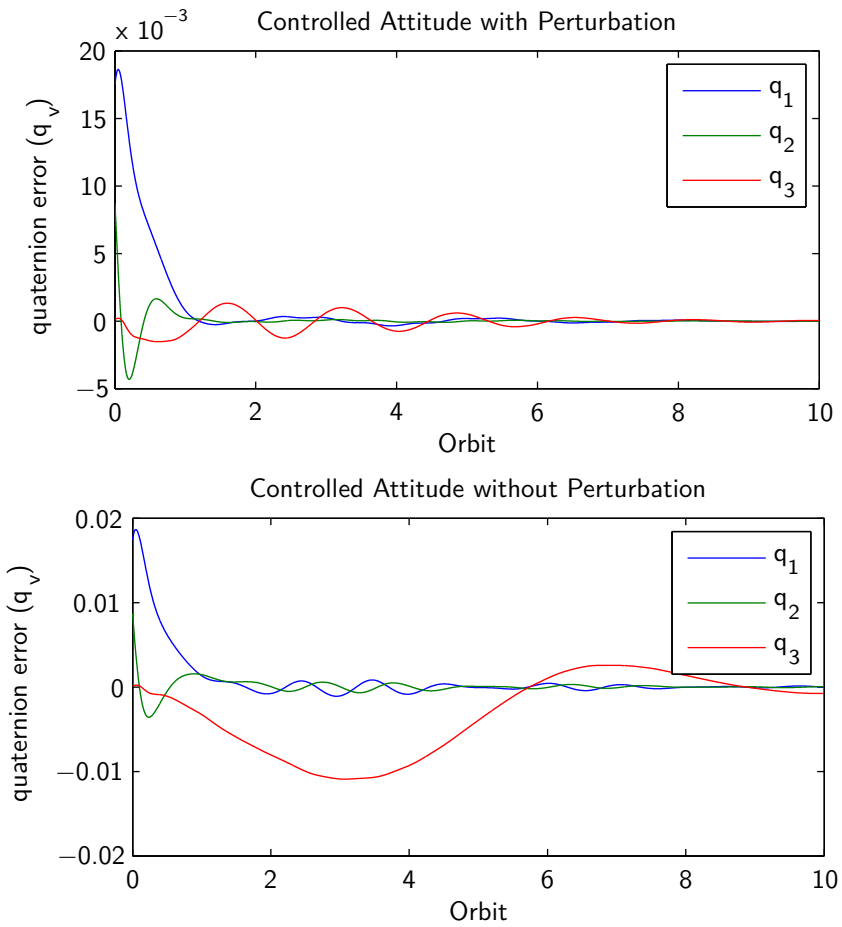 Controlled Attitude with Perturbation
× 10⁻³
20
15
10
5
0
−5
quaternion error (q_v)
q_1
q_2
q_3
0 2 4 6 8 10
Orbit
Controlled Attitude without Perturbation
0.02
0.01
0
−0.01
−0.02
quaternion error (q_v)
q_1
q_2
q_3
0 2 4 6 8 10
Orbit